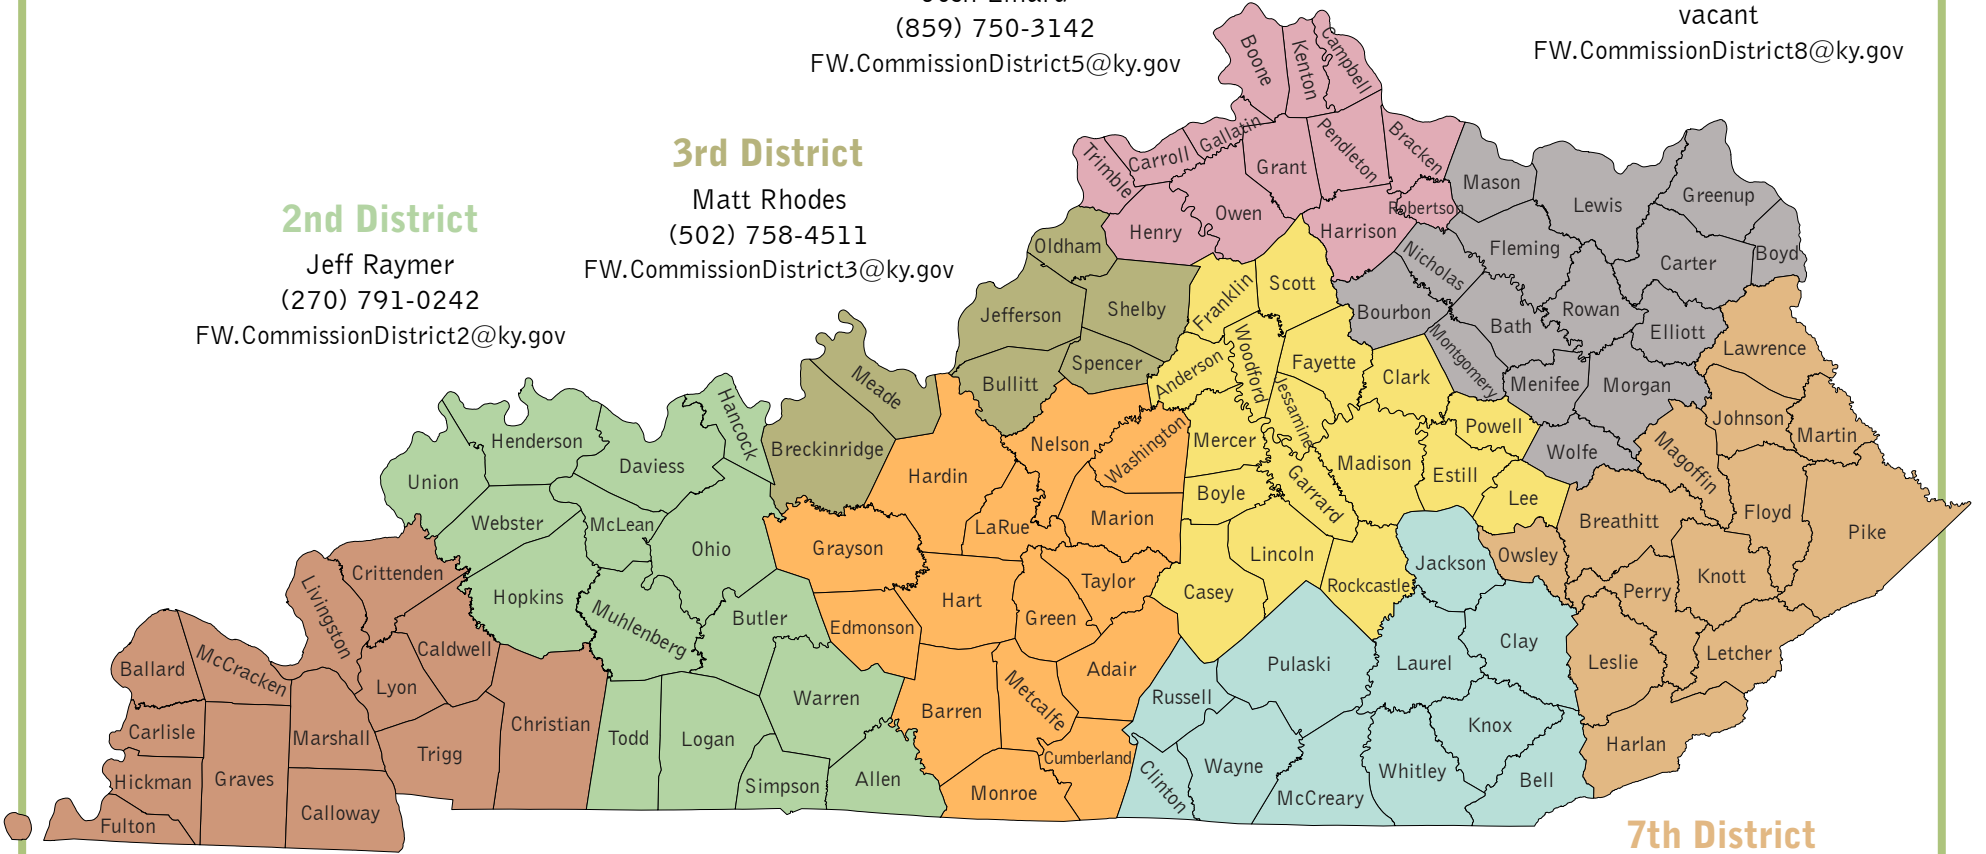 (859) 750-3142
FW.CommissionDistrict5@ky.gov
vacant
FW.CommissionDistrict8@ky.gov
3rd District
Matt Rhodes
(502) 758-4511
FW.CommissionDistrict3@ky.gov
2nd District
Jeff Raymer
(270) 791-0242
FW.CommissionDistrict2@ky.gov
Boone
Kenton
Campbell
Trimble
Carroll
Gallatin
Grant
Pendleton
Bracken
Henry
Owen
Harrison
Robertson
Mason
Lewis
Greenup
Fleming
Nicholas
Carter
Boyd
Bourbon
Bath
Rowan
Elliott
Montgomery
Menifee
Morgan
Wolfe
Oldham
Jefferson
Shelby
Spencer
Bullitt
Meade
Breckinridge
Franklin
Scott
Woodford
Anderson
Fayette
Clark
Jessamine
Mercer
Powell
Madison
Estill
Lee
Boyle
Garrard
Lincoln
Casey
Rockcastle
Lawrence
Johnson
Martin
Magoffin
Floyd
Pike
Breathitt
Owsley
Perry
Knott
Leslie
Letcher
Harlan
Hancock
Henderson
Daviess
Union
Webster
McLean
Ohio
Hopkins
Muhlenberg
Butler
Warren
Todd
Logan
Simpson
Allen
Nelson
Washington
Hardin
LaRue
Marion
Grayson
Hart
Taylor
Green
Edmonson
Adair
Barren
Metcalfe
Cumberland
Monroe
Jackson
Clay
Laurel
Pulaski
Russell
Knox
Wayne
Clinton
McCreary
Whitley
Bell
Crittenden
Livingston
Caldwell
Lyon
Ballard
McCracken
Christian
Carlisle
Marshall
Trigg
Hickman
Graves
Calloway
Fulton
7th District